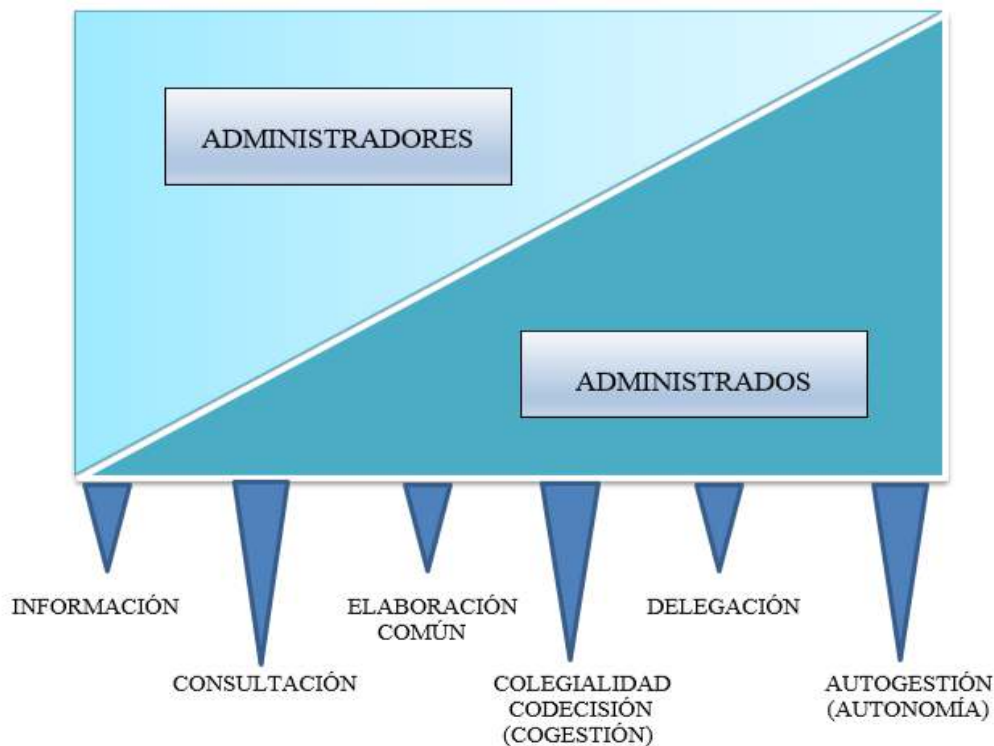 ADMINISTRADORES
ADMINISTRADOS
INFORMACIÓN
CONSULTACIÓN
ELABORACIÓN
COMÚN
COLEGIALIDAD
CODECISIÓN
(COGESTIÓN)
DELEGACIÓN
AUTOGESTIÓN
(AUTONOMÍA)